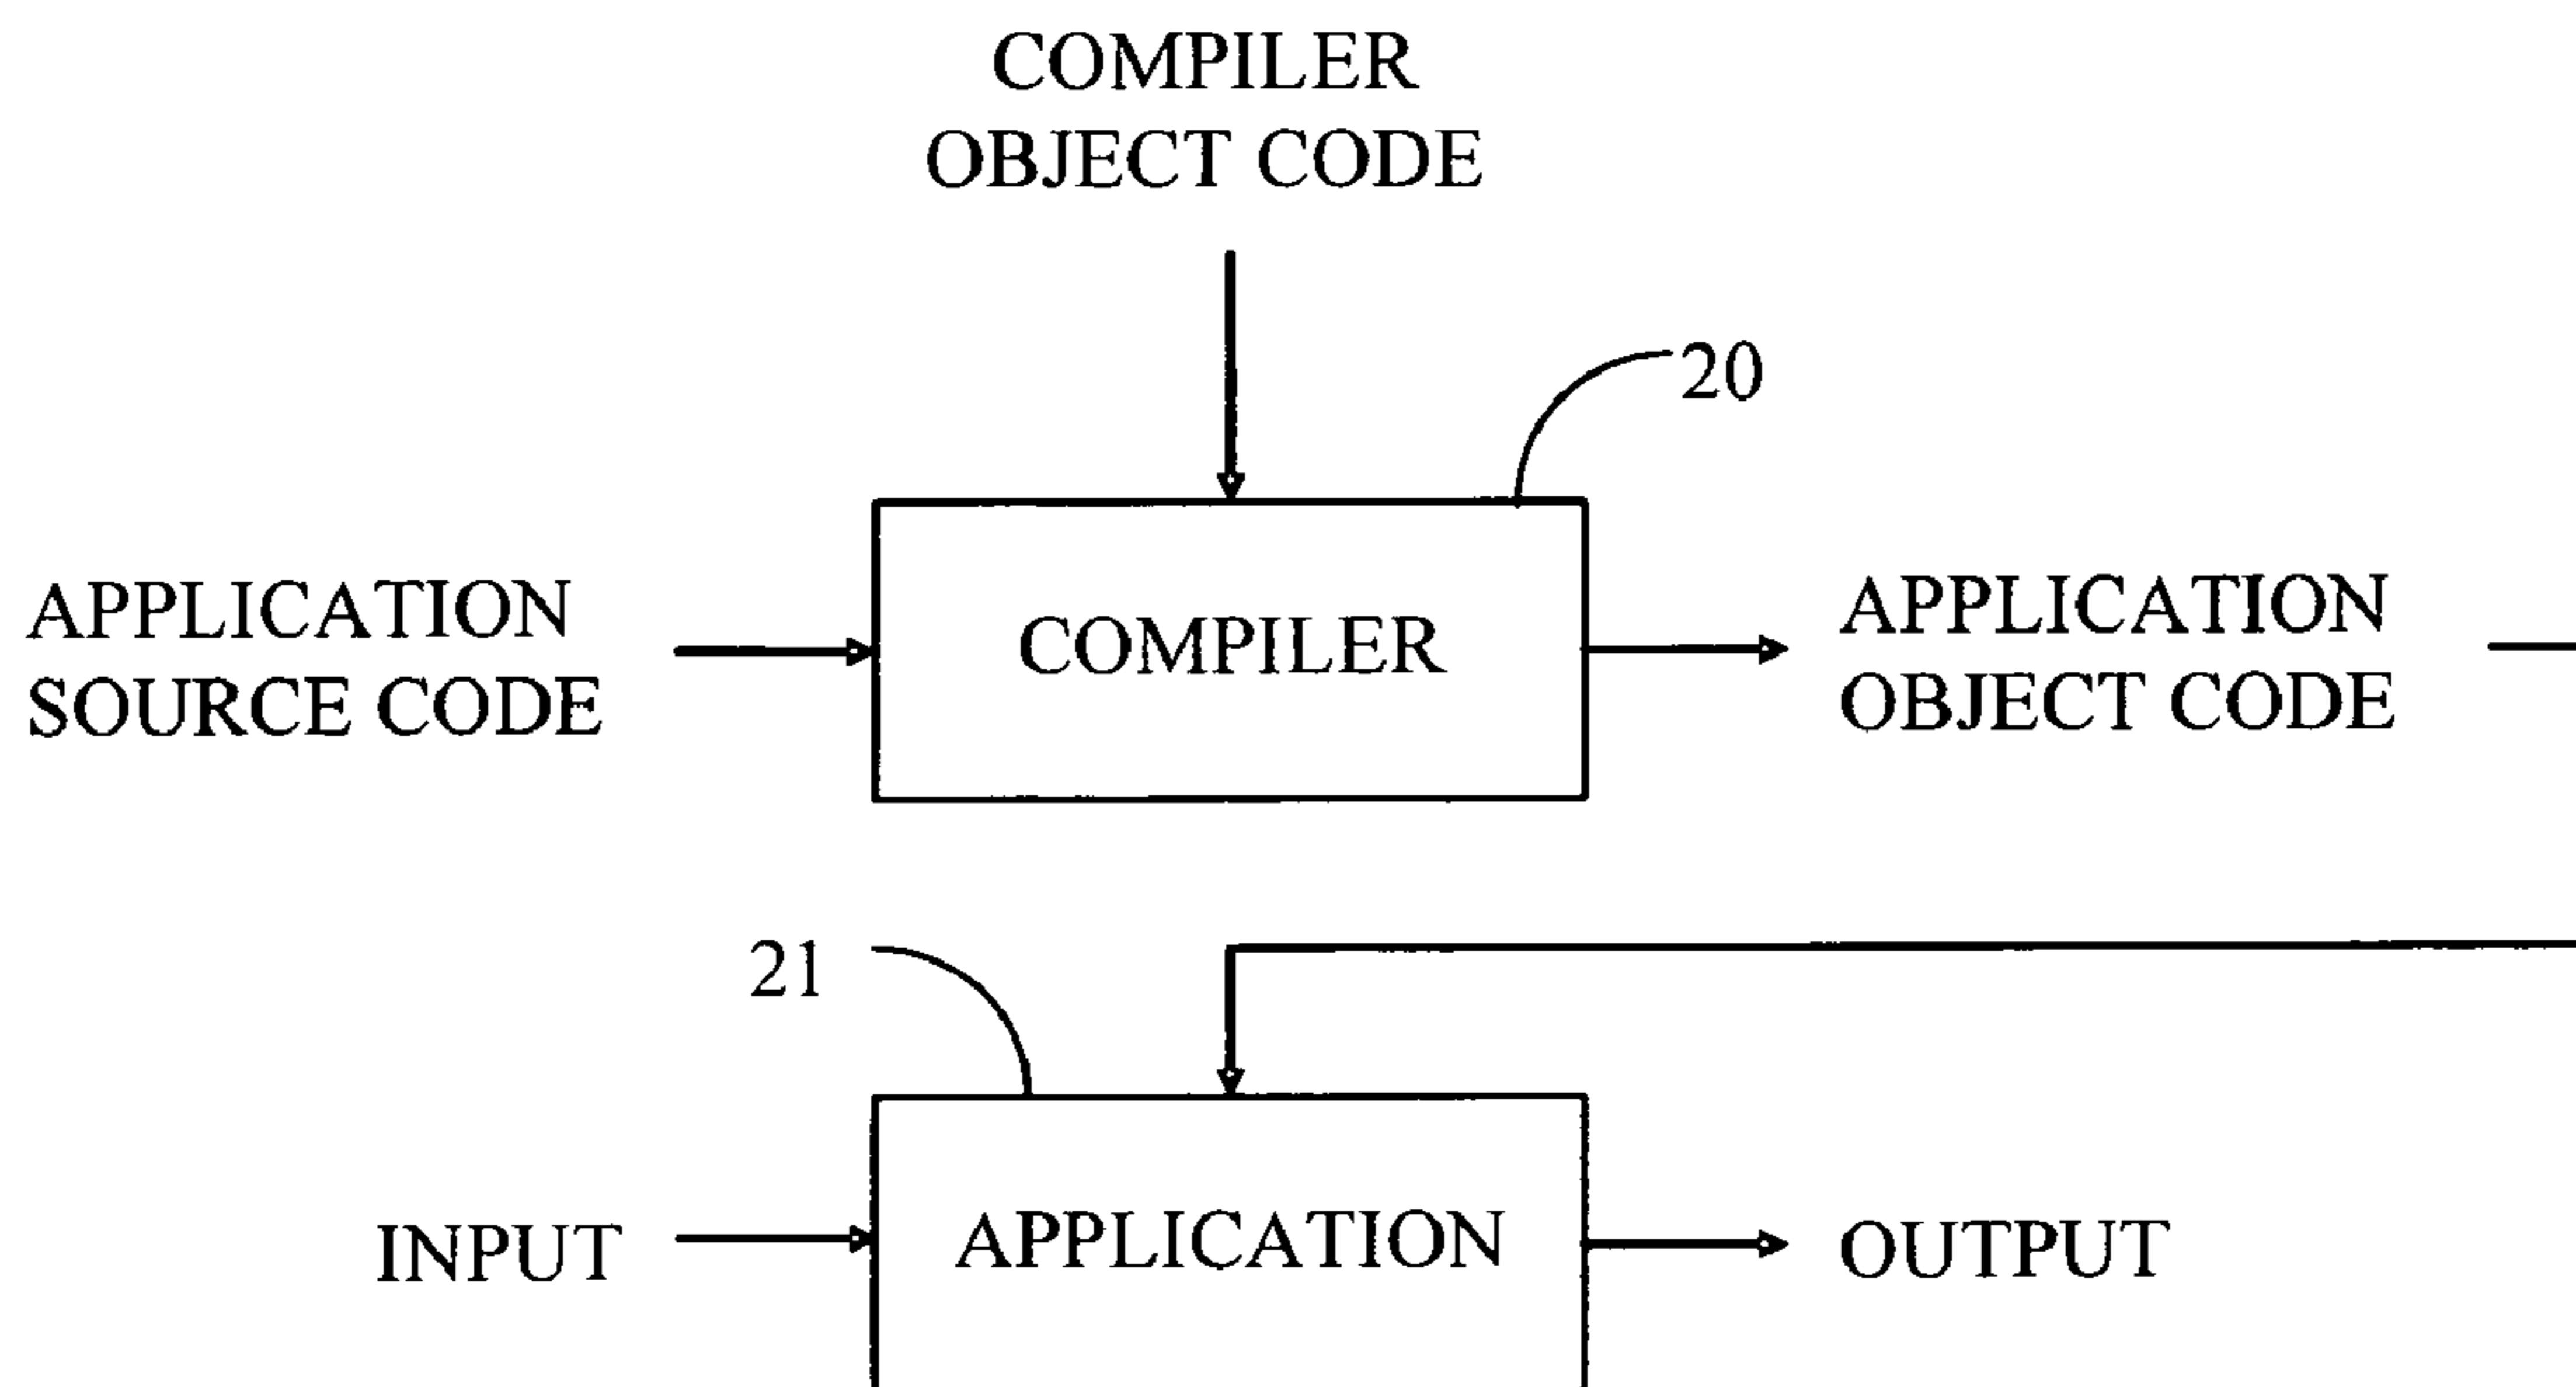 COMPILER
OBJECT CODE
20
APPLICATION
SOURCE CODE
COMPILER
APPLICATION
OBJECT CODE
21
INPUT
APPLICATION
OUTPUT